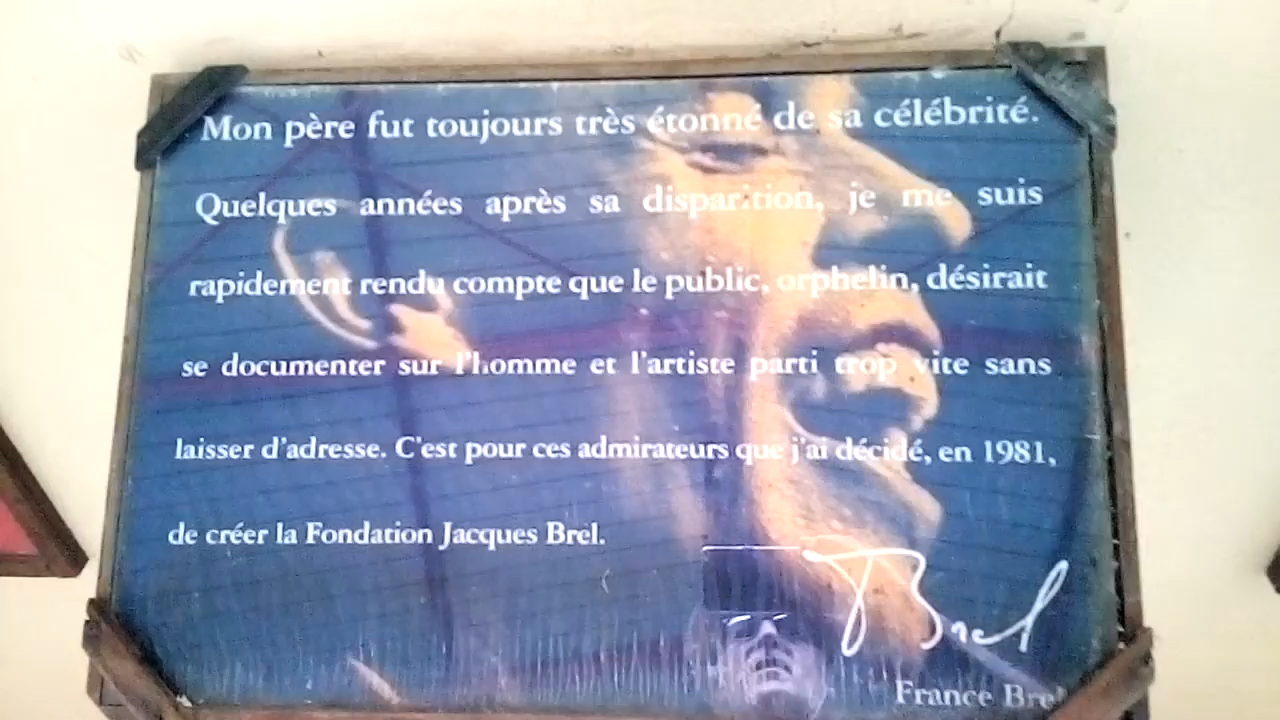 Mon père fut toujours très étonné de sa célébrité.
Quelques années après sa disparition, je me suis
rapidement rendu compte que le public, orphelin, désirait
se documenter sur l'homme et l'artiste parti trop vite sans
laisser d'adresse. C'est pour ces admirateurs que j'ai décidé, en 1981,
de créer la Fondation Jacques Brel.
Brel
France Brel